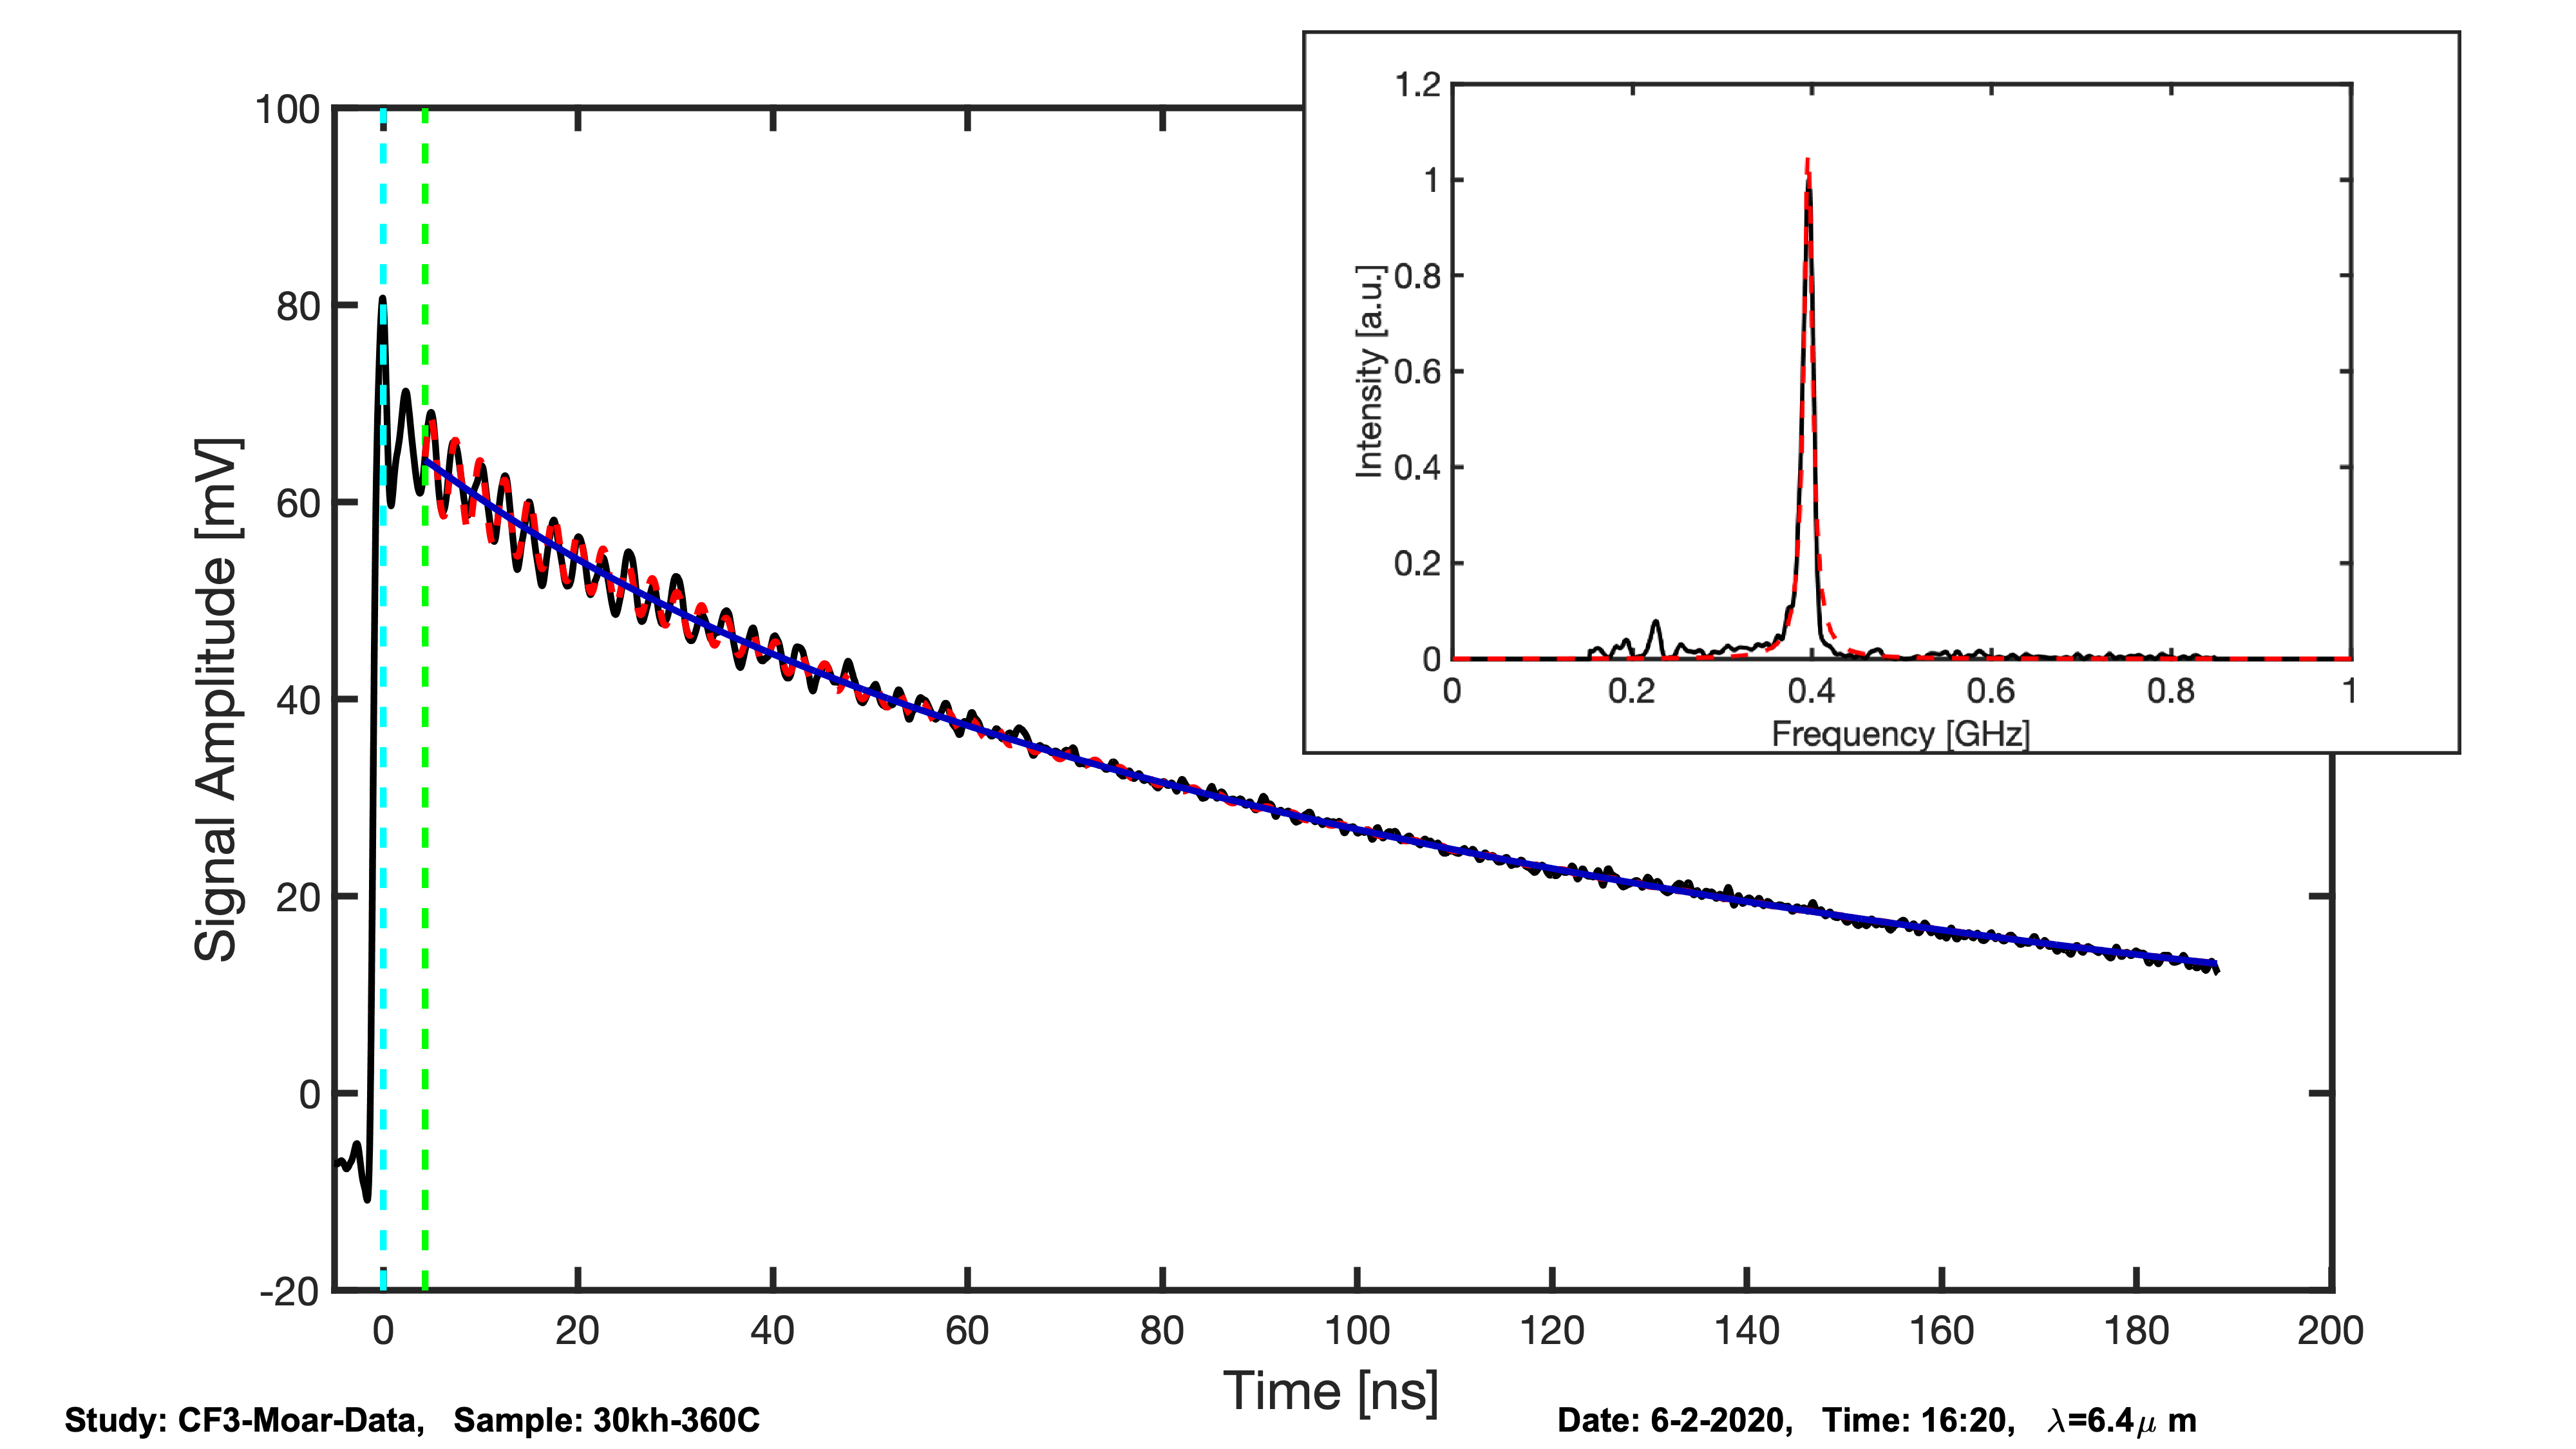 1.2
1
0.8
0.6
0.4
0.2
0
0 0.2 0.4 0.6 0.8 1
Intensity [a.u.]
Frequency [GHz]
100
80
60
40
20
0
-20
Signal Amplitude [mV]
0 20 40 60 80 100 120 140 160 180 200
Time [ns]
Study: CF3-Moar-Data, Sample: 30kh-360C
Date: 6-2-2020, Time: 16:20, λ=6.4μ m